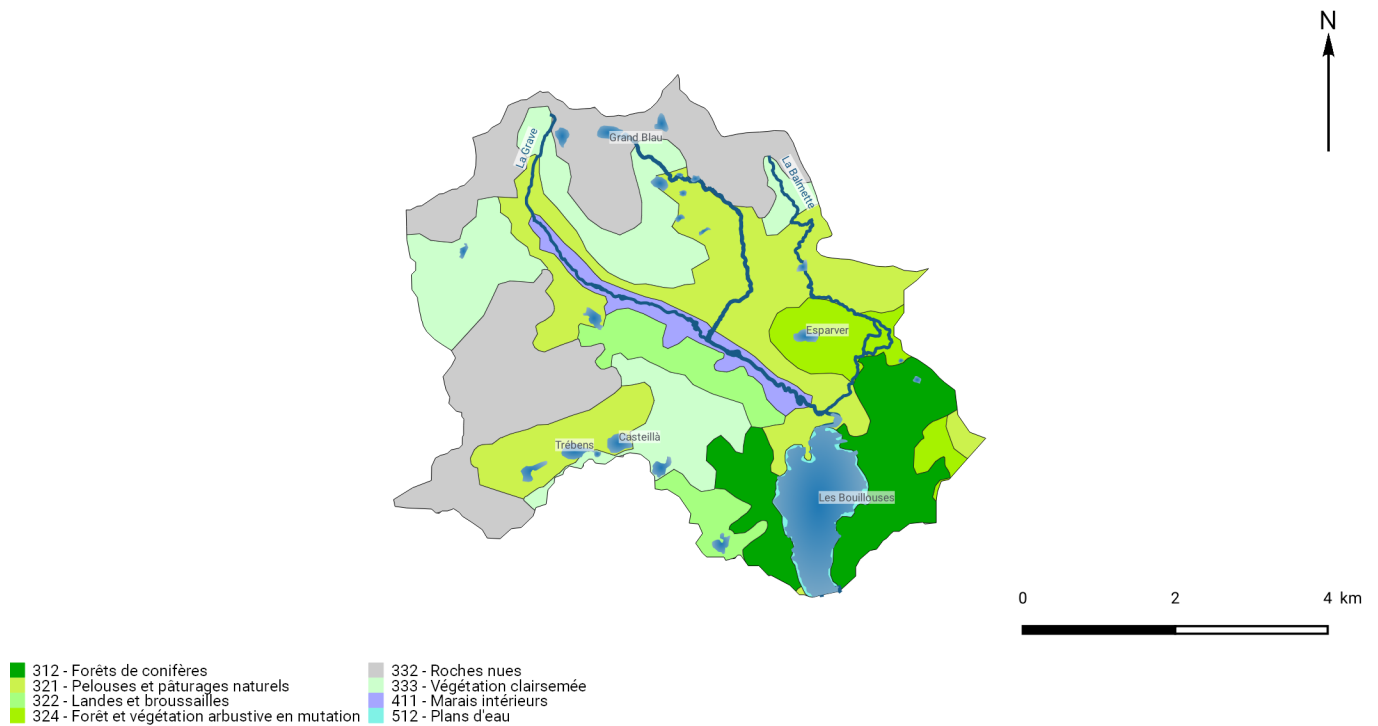 N
La Grave
Grand Blau
La Balmette
Esparver
Casteillà
Trébens
Les Bouillouses
0 2 4 km
312 - Forêts de conifères
321 - Pelouses et pâturages naturels
322 - Landes et broussailles
324 - Forêt et végétation arbustive en mutation
332 - Roches nues
333 - Végétation clairsemée
411 - Marais intérieurs
512 - Plans d'eau